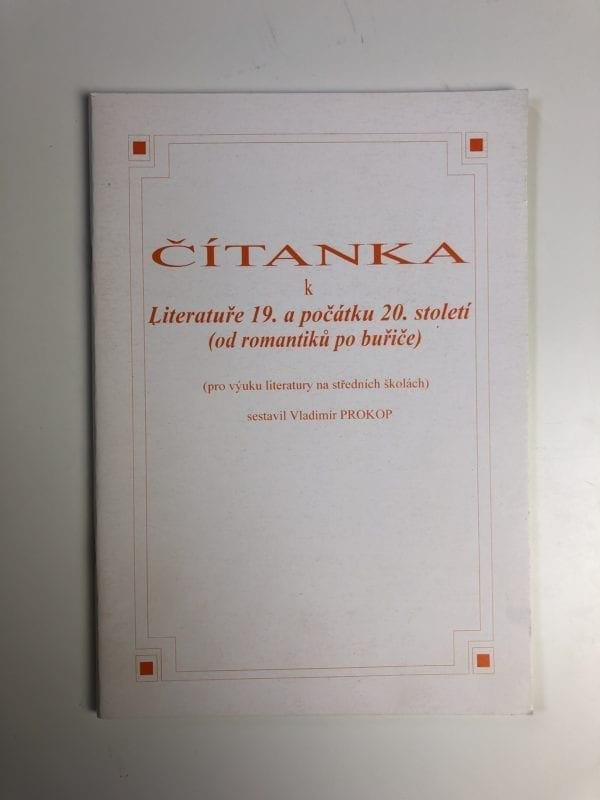 ČÍTANKA
k
Literatuře 19. a počátku 20. století
(od romantiků po buřiče)
(pro výuku literatury na středních školách)
sestavil Vladimír PROKOP